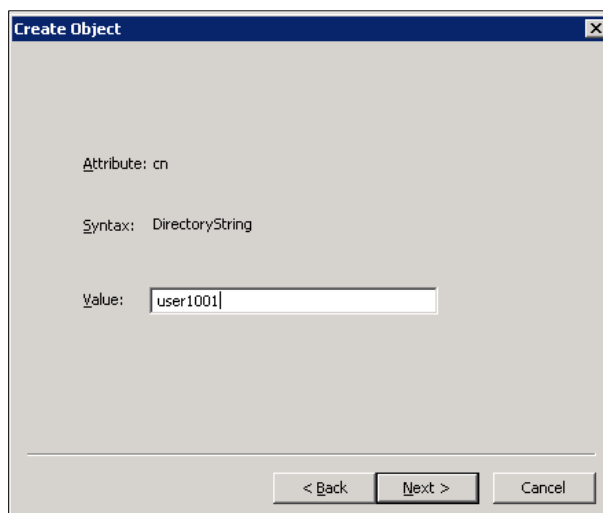 Create Object
Attribute: cn
Syntax: DirectoryString
Value: user1001
< Back Next > Cancel